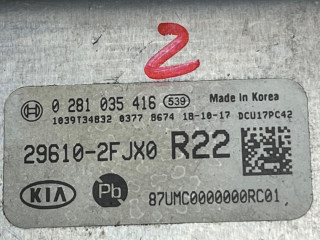 2
0 281 035 416 539 Made in Korea
1039T34832 0377 8674 18-10-17 DCU17PC42
29610-2FJX0 R22
KIA Pb 87UMC0000000RC01